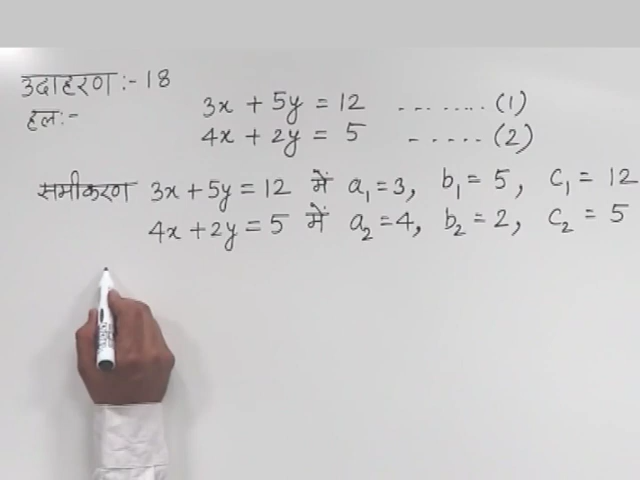 उदाहरण :- 18
हल :-
3x + 5y = 12 ........ (1)
4x + 2y = 5 ..... (2)
समीकरण 3x + 5y = 12 में a₁ = 3, b₁ = 5, c₁ = 12
4x + 2y = 5 में a₂ = 4, b₂ = 2, c₂ = 5